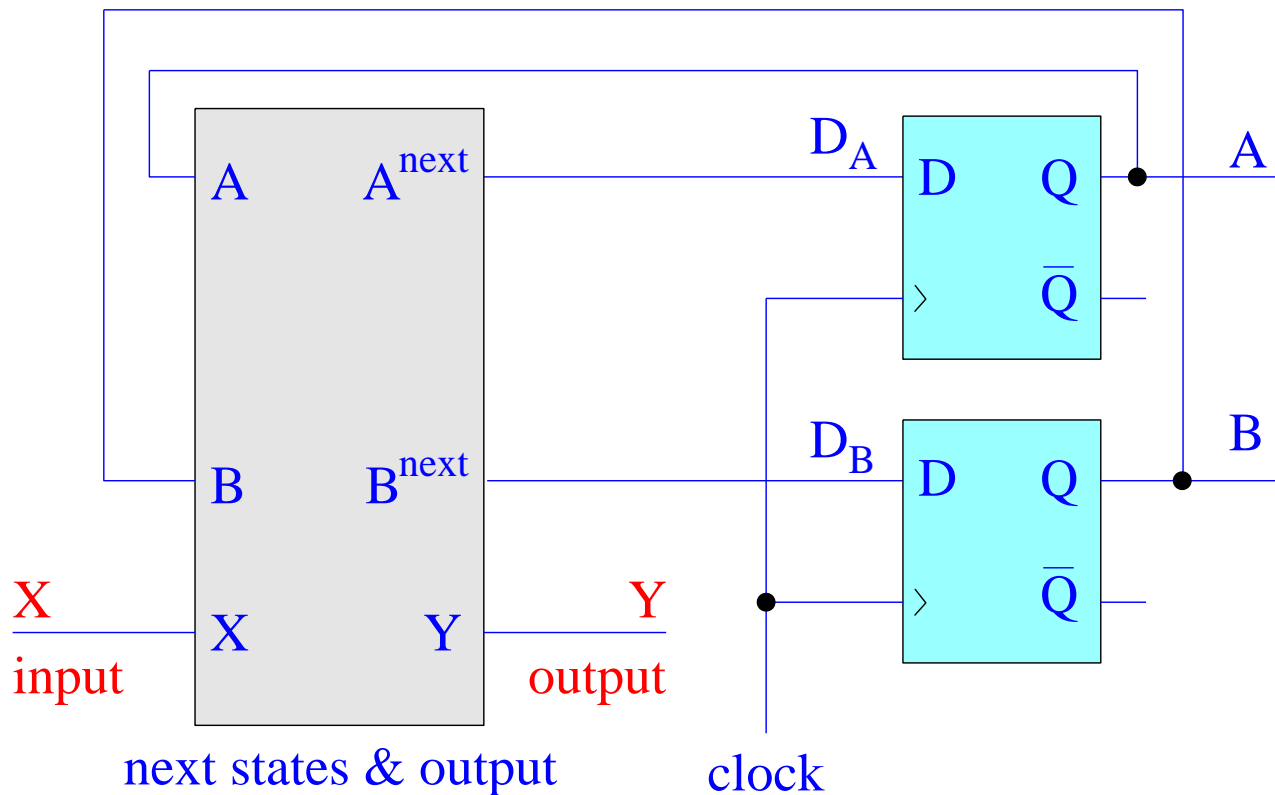 D_A
A
A
A^next
D
Q
Q̅
D_B
B
B
B^next
D
Q
Q̅
X
Y
X
Y
input
output
next states & output
clock